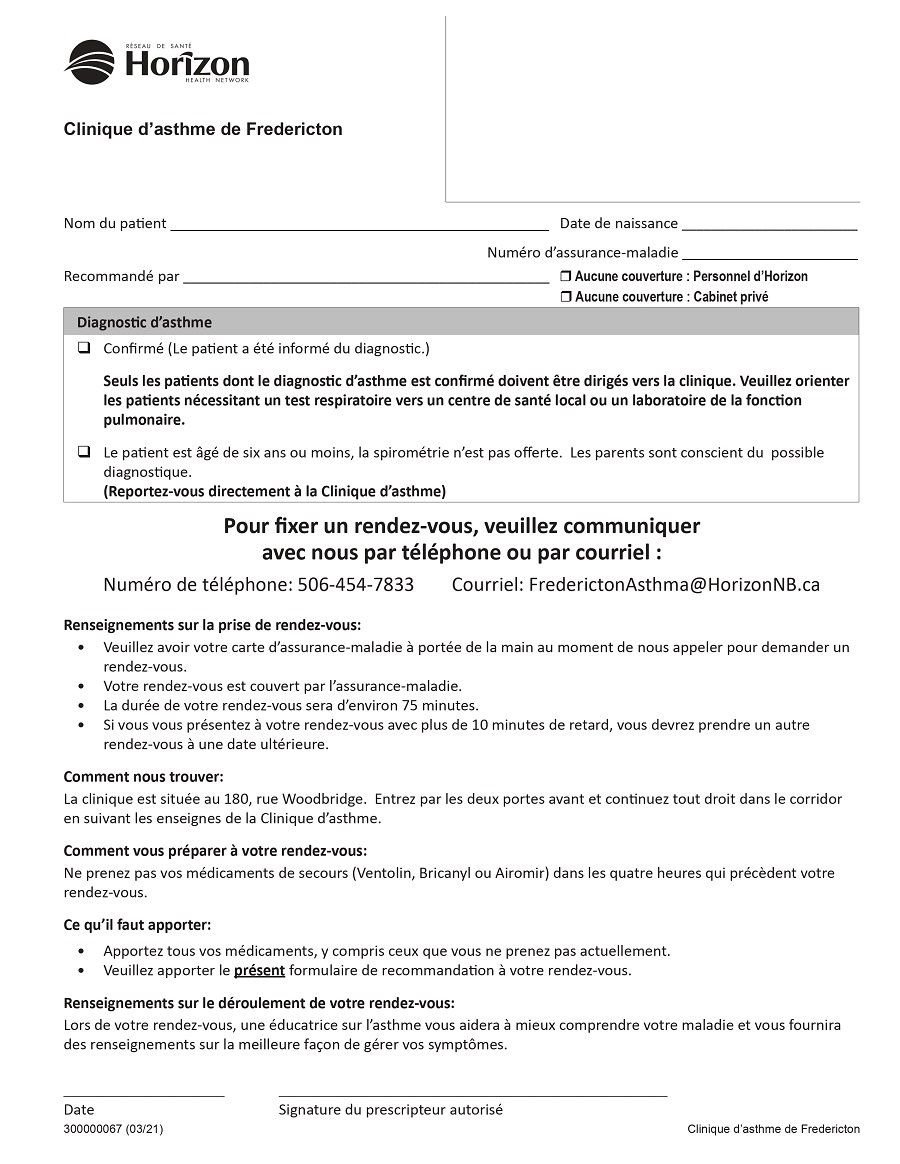 RÉSEAU DE SANTÉ
Horizon
HEALTH NETWORK
Clinique d’asthme de Fredericton
Nom du patient
Date de naissance
Numéro d’assurance-maladie
Recommandé par
❒ Aucune couverture : Personnel d’Horizon
❒ Aucune couverture : Cabinet privé
Diagnostic d’asthme
❑ Confirmé (Le patient a été informé du diagnostic.)
Seuls les patients dont le diagnostic d’asthme est confirmé doivent être dirigés vers la clinique. Veuillez orienter
les patients nécessitant un test respiratoire vers un centre de santé local ou un laboratoire de la fonction
pulmonaire.
❑ Le patient est âgé de six ans ou moins, la spirométrie n’est pas offerte.  Les parents sont conscient du  possible
diagnostique.
(Reportez-vous directement à la Clinique d’asthme)
Pour fixer un rendez-vous, veuillez communiquer
avec nous par téléphone ou par courriel :
Numéro de téléphone: 506-454-7833 Courriel: FrederictonAsthma@HorizonNB.ca
Renseignements sur la prise de rendez-vous:
• Veuillez avoir votre carte d’assurance-maladie à portée de la main au moment de nous appeler pour demander un
rendez-vous.
• Votre rendez-vous est couvert par l’assurance-maladie.
• La durée de votre rendez-vous sera d’environ 75 minutes.
• Si vous vous présentez à votre rendez-vous avec plus de 10 minutes de retard, vous devrez prendre un autre
rendez-vous à une date ultérieure.
Comment nous trouver:
La clinique est située au 180, rue Woodbridge.  Entrez par les deux portes avant et continuez tout droit dans le corridor
en suivant les enseignes de la Clinique d’asthme.
Comment vous préparer à votre rendez-vous:
Ne prenez pas vos médicaments de secours (Ventolin, Bricanyl ou Airomir) dans les quatre heures qui précèdent votre
rendez-vous.
Ce qu’il faut apporter:
• Apportez tous vos médicaments, y compris ceux que vous ne prenez pas actuellement.
• Veuillez apporter le présent formulaire de recommandation à votre rendez-vous.
Renseignements sur le déroulement de votre rendez-vous:
Lors de votre rendez-vous, une éducatrice sur l’asthme vous aidera à mieux comprendre votre maladie et vous fournira
des renseignements sur la meilleure façon de gérer vos symptômes.
Date
Signature du prescripteur autorisé
300000067 (03/21)
Clinique d’asthme de Fredericton